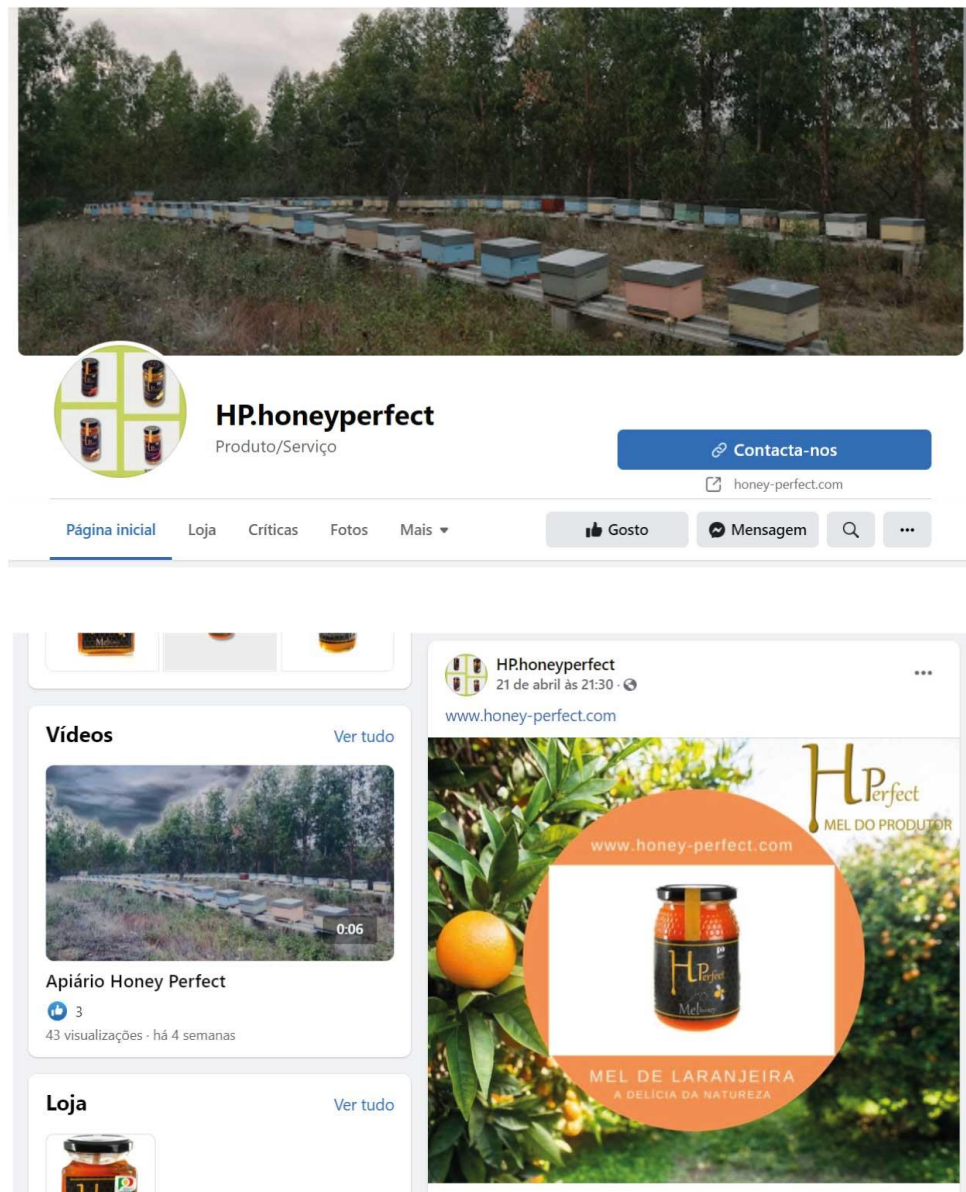 HP.honeyperfect
Produto/Serviço
Contacta-nos
honey-perfect.com
Página inicial
Loja
Críticas
Fotos
Mais
Gosto
Mensagem
...
Vídeos
Ver tudo
0:06
Apiário Honey Perfect
3
43 visualizações · há 4 semanas
Loja
Ver tudo
HP.honeyperfect
21 de abril às 21:30 ·
...
www.honey-perfect.com
HPerfect
MEL DO PRODUTOR
www.honey-perfect.com
HPerfect
Mel honey
MEL DE LARANJEIRA
A DELÍCIA DA NATUREZA